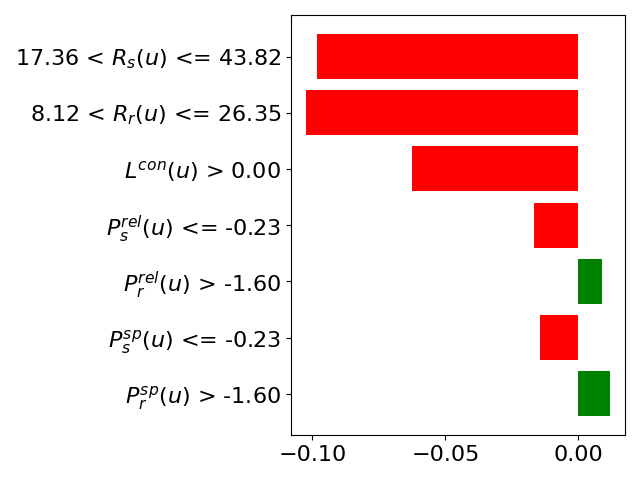 17.36 < R_s(u) <= 43.82
8.12 < R_r(u) <= 26.35
L^{con}(u) > 0.00
P_s^{rel}(u) <= -0.23
P_r^{rel}(u) > -1.60
P_s^{sp}(u) <= -0.23
P_r^{sp}(u) > -1.60
−0.10 −0.05 0.00